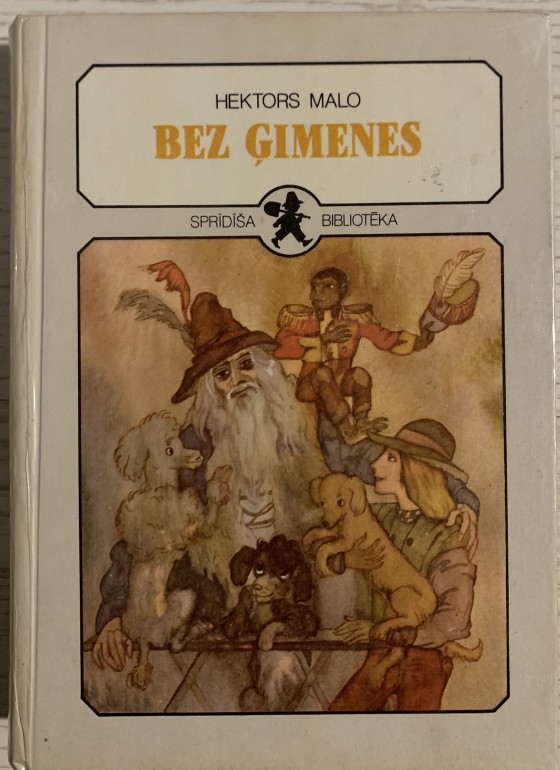 HEKTORS MALO
BEZ ĢIMENES
SPRĪDĪŠA BIBLIOTĒKA